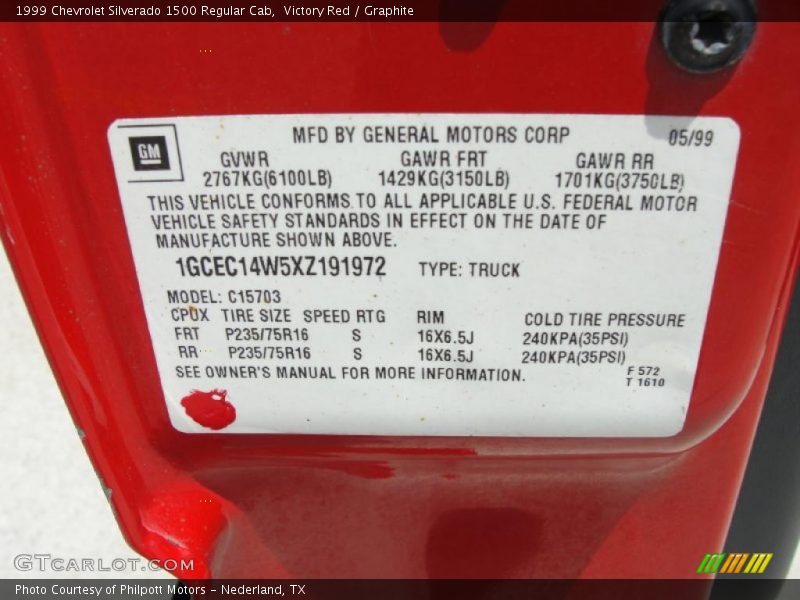 1999 Chevrolet Silverado 1500 Regular Cab, Victory Red / Graphite
GM
MFD BY GENERAL MOTORS CORP 05/99
GVWR GAWR FRT GAWR RR
2767KG(6100LB) 1429KG(3150LB) 1701KG(3750LB)
THIS VEHICLE CONFORMS TO ALL APPLICABLE U.S. FEDERAL MOTOR
VEHICLE SAFETY STANDARDS IN EFFECT ON THE DATE OF
MANUFACTURE SHOWN ABOVE.
1GCEC14W5XZ191972 TYPE: TRUCK
MODEL: C15703
CPUX TIRE SIZE SPEED RTG RIM COLD TIRE PRESSURE
FRT P235/75R16 S 16X6.5J 240KPA(35PSI)
RR P235/75R16 S 16X6.5J 240KPA(35PSI)
SEE OWNER'S MANUAL FOR MORE INFORMATION. F 572
T 1610
GTCARLOT.COM
Photo Courtesy of Philpott Motors - Nederland, TX